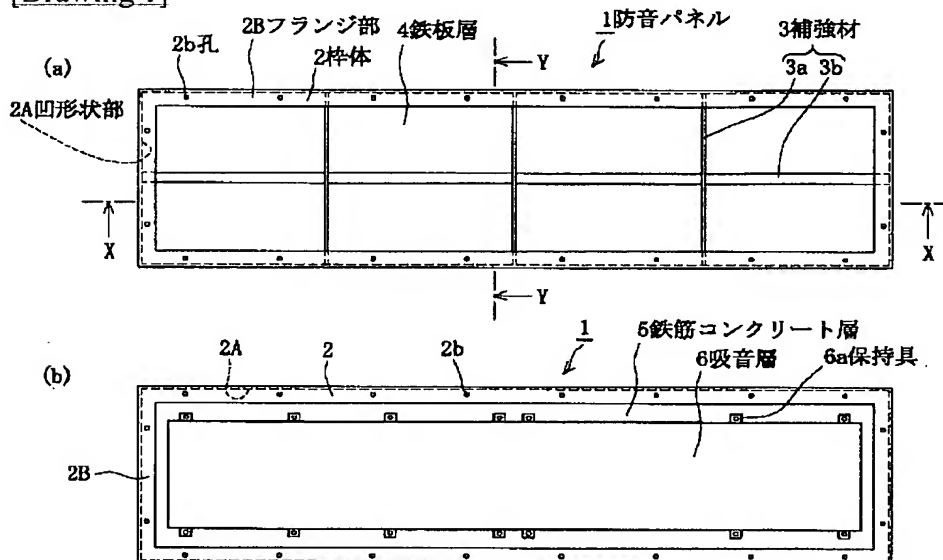 (a)
2b孔
2Bフランジ部
2枠体
4鉄板層
Y
1防音パネル
3補強材
3a 3b
2A凹形状部
X
X
Y
(b)
2A
2
2b
1
5鉄筋コンクリート層
6吸音層
6a保持具
2B